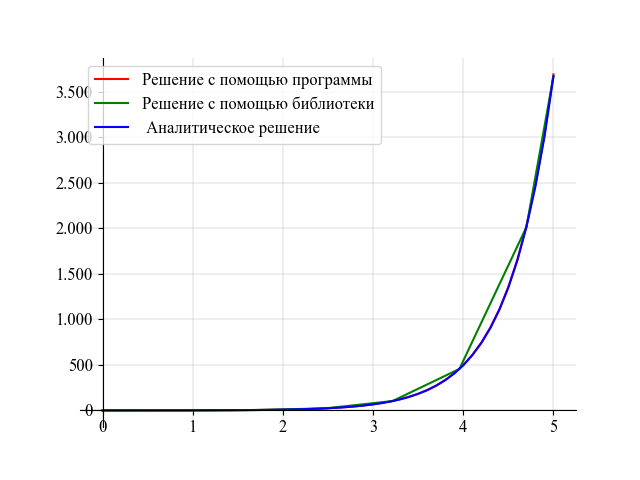 Решение с помощью программы
Решение с помощью библиотеки
Аналитическое решение
3.500
3.000
2.500
2.000
1.500
1.000
500
0
0 1 2 3 4 5